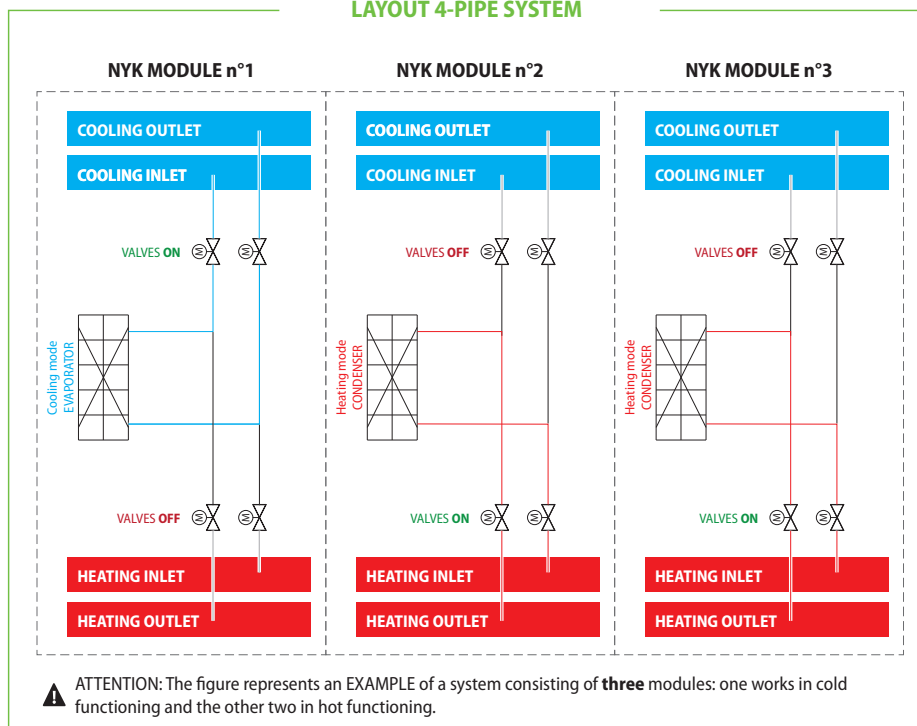 LAYOUT 4-PIPE SYSTEM
NYK MODULE n°1
NYK MODULE n°2
NYK MODULE n°3
COOLING OUTLET
COOLING OUTLET
COOLING OUTLET
COOLING INLET
COOLING INLET
COOLING INLET
VALVES ON
M
M
VALVES OFF
M
M
VALVES OFF
M
M
Cooling mode
EVAPORATOR
Heating mode
CONDENSER
Heating mode
CONDENSER
VALVES OFF
M
M
VALVES ON
M
M
VALVES ON
M
M
HEATING INLET
HEATING INLET
HEATING INLET
HEATING OUTLET
HEATING OUTLET
HEATING OUTLET
ATTENTION: The figure represents an EXAMPLE of a system consisting of three modules: one works in cold
functioning and the other two in hot functioning.